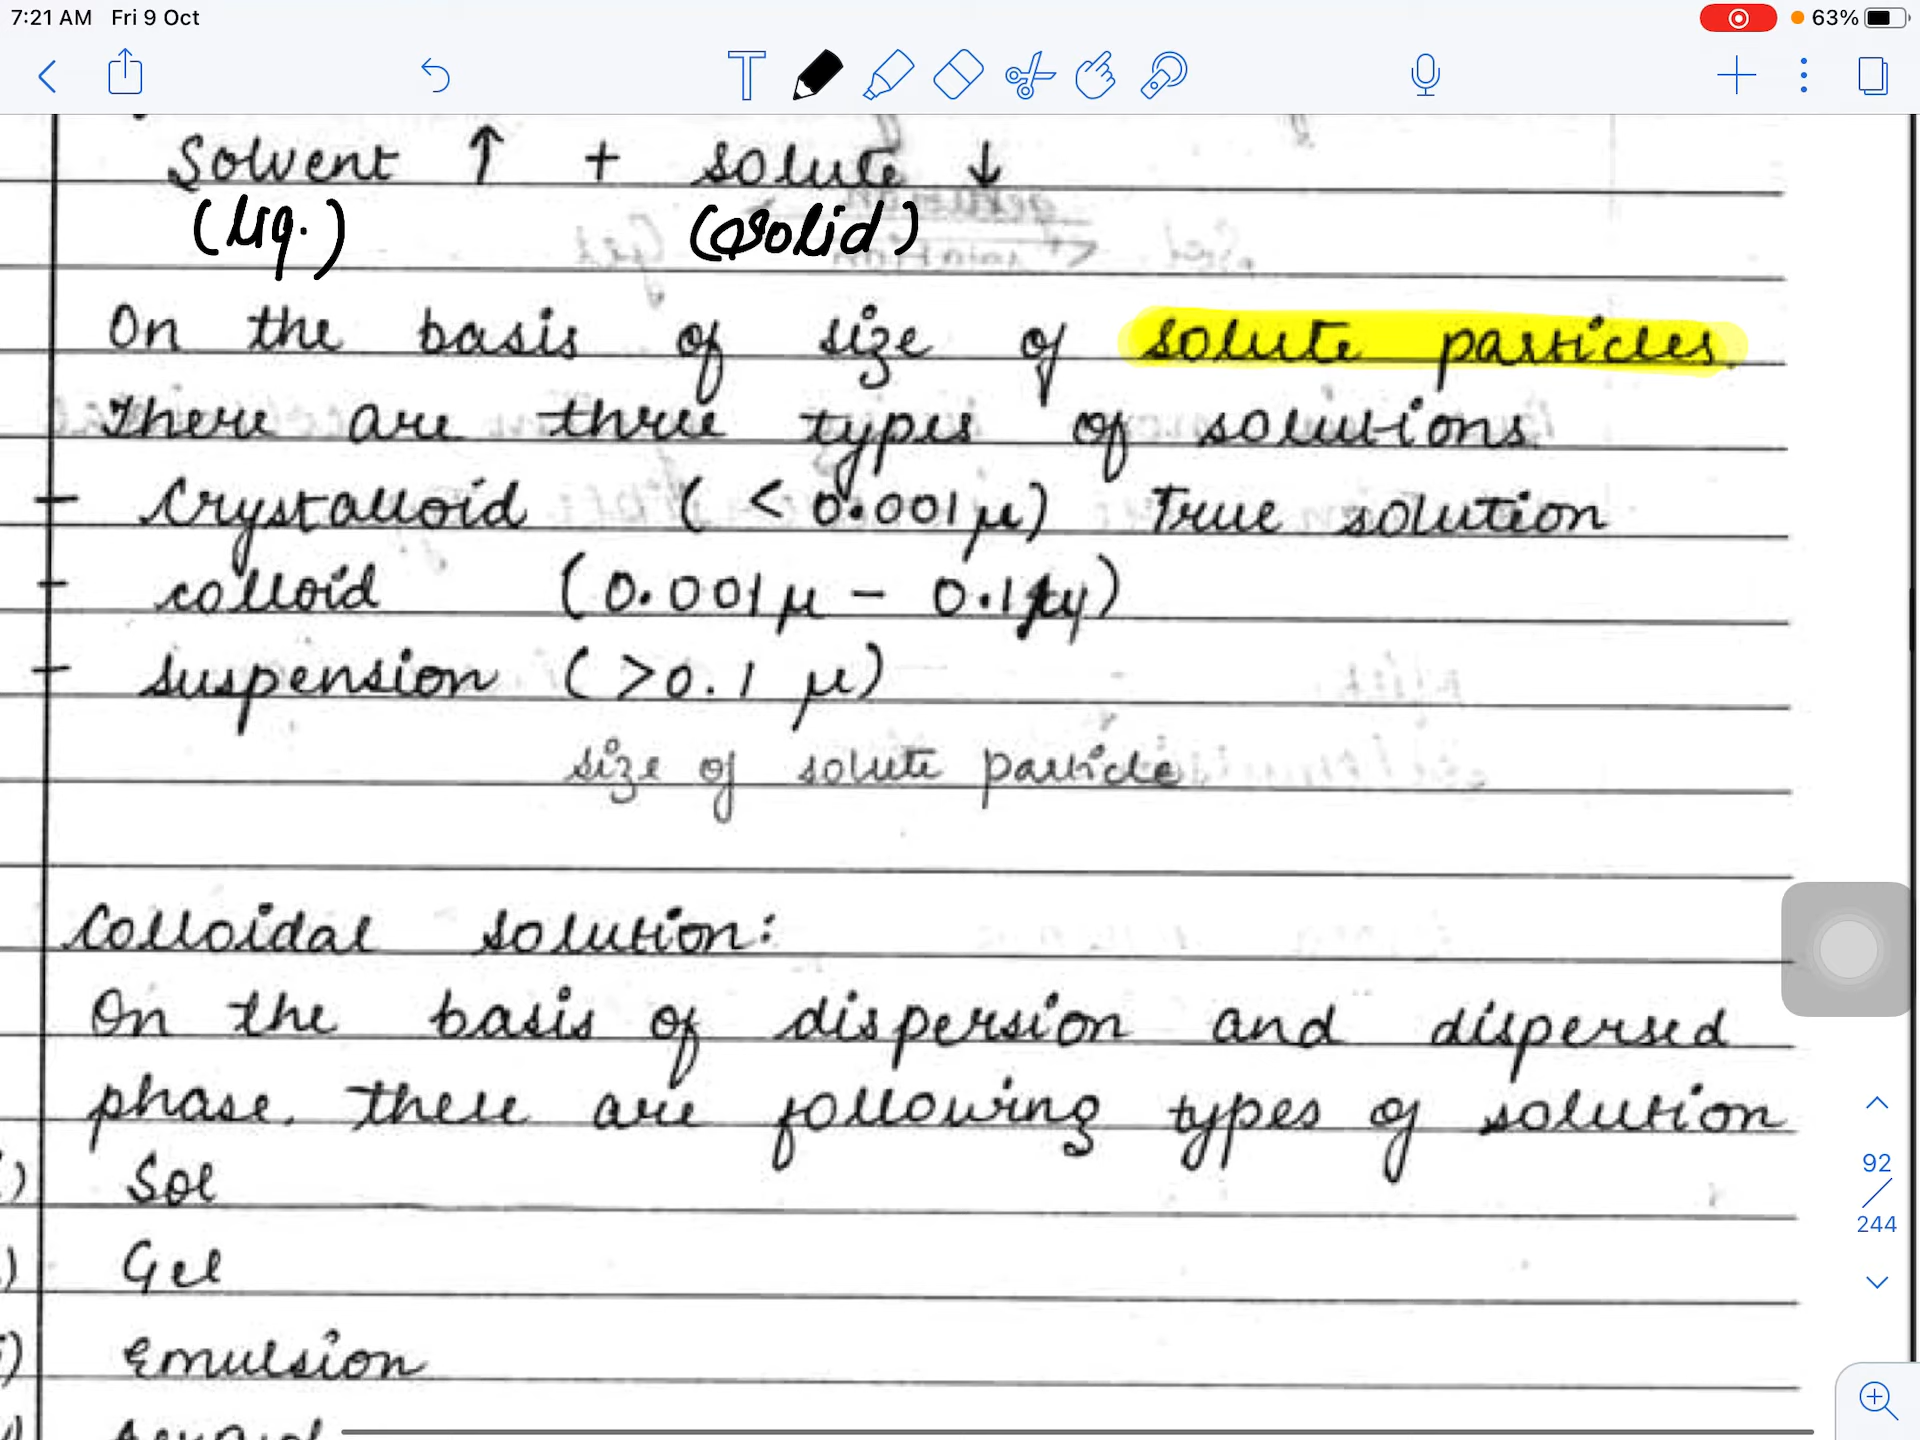 7:21 AM Fri 9 Oct
63%
T
Solvent ↑ + solute ↓
(liq.) (solid)
On the basis of size of solute particles.
There are three types of solutions.
- Crystalloid ( < 0.001 μ) True solution
- colloid (0.001 μ - 0.1 μ)
- suspension (>0.1 μ)
size of solute particle
Colloidal solution:
On the basis of dispersion and dispersed
phase, there are following types of solution
) Sol
) Gel
) Emulsion
92
/
244